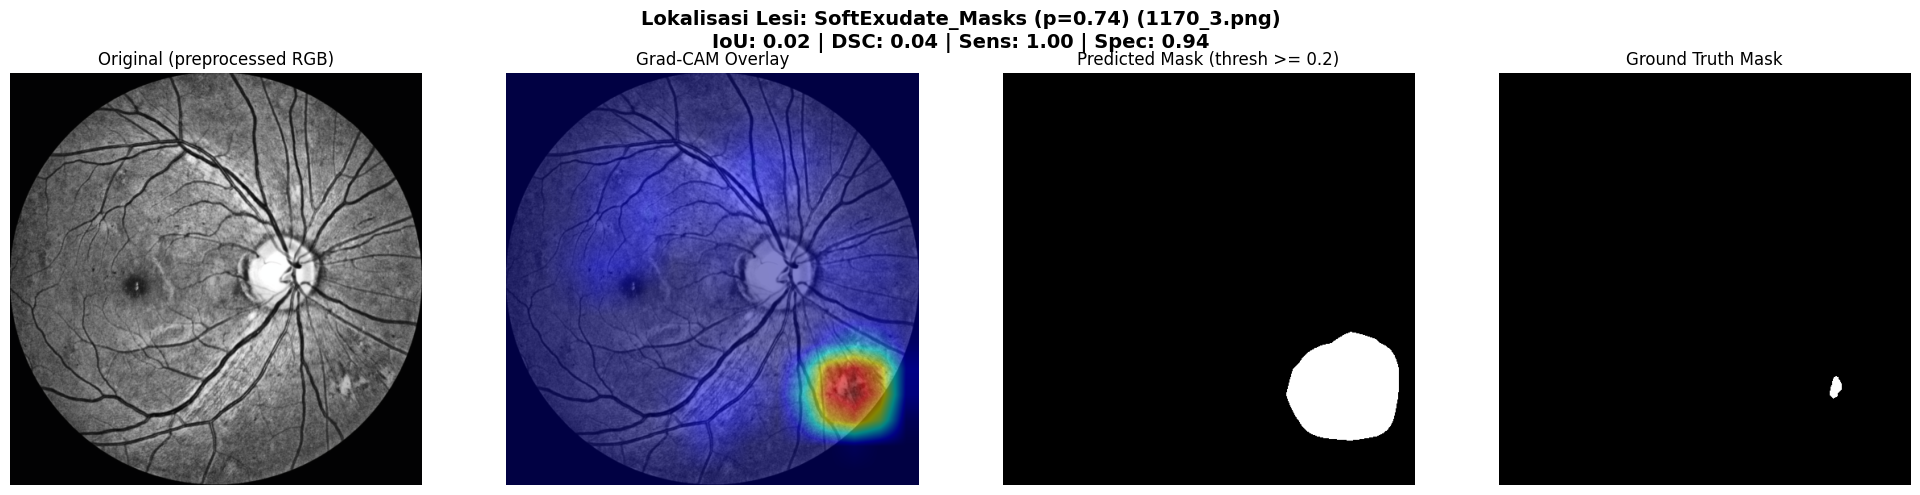 Lokalisasi Lesi: SoftExudate_Masks (p=0.74) (1170_3.png)
IoU: 0.02 | DSC: 0.04 | Sens: 1.00 | Spec: 0.94
Original (preprocessed RGB)
Grad-CAM Overlay
Predicted Mask (thresh >= 0.2)
Ground Truth Mask